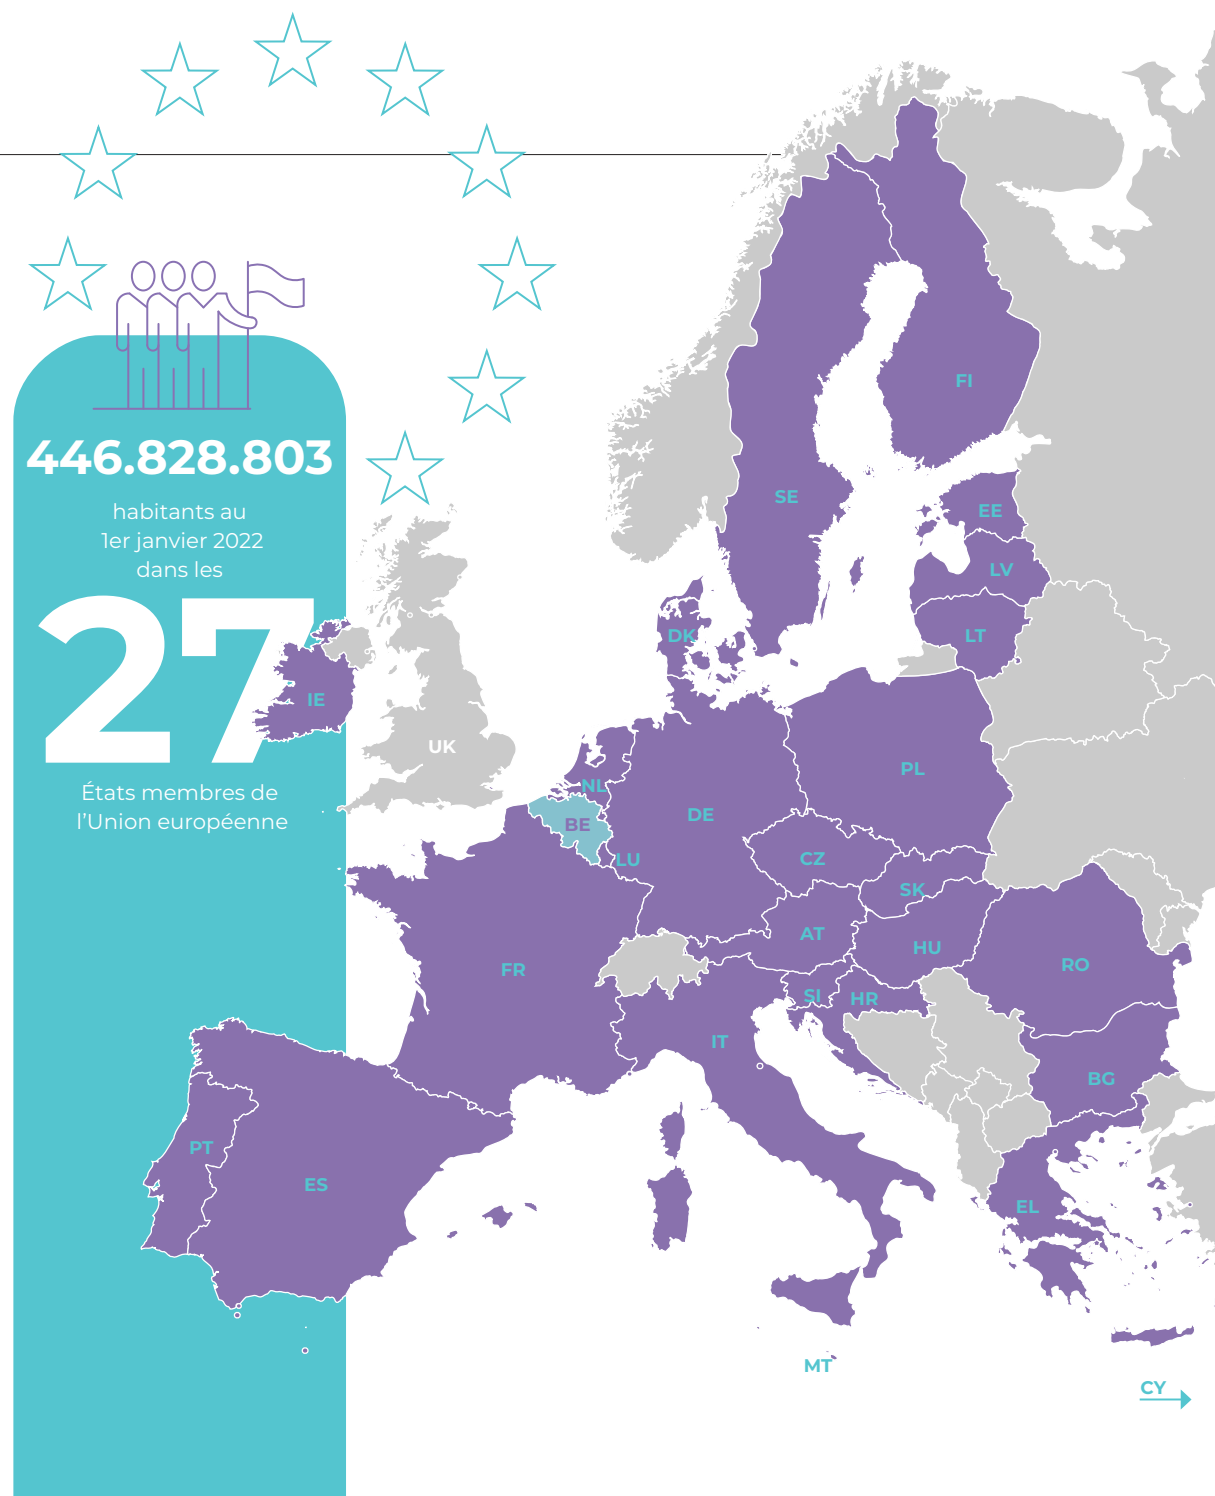 446.828.803
habitants au
1er janvier 2022
dans les
27
États membres de
l'Union européenne
FI
SE
EE
LV
LT
DK
IE
UK
NL
PL
DE
BE
LU
CZ
SK
AT
HU
FR
RO
SI
HR
IT
BG
PT
ES
EL
MT
CY